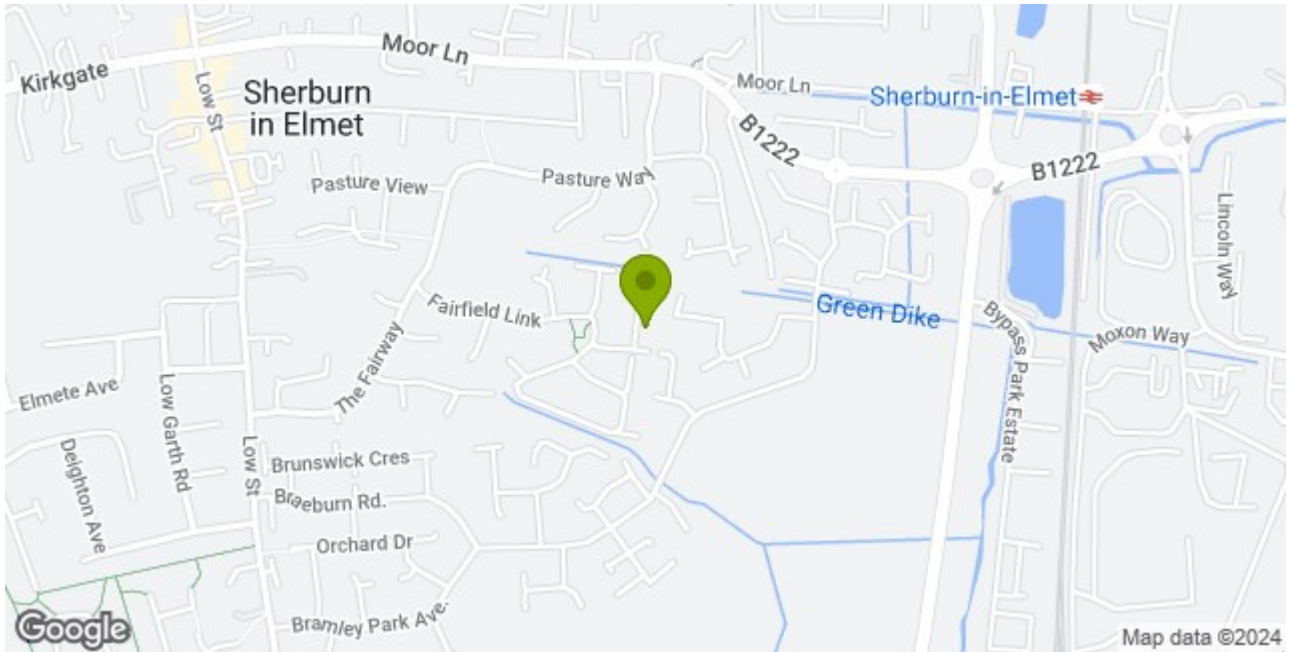 Kirkgate
Moor Ln
Low St
Sherburn
in Elmet
Moor Ln
Sherburn-in-Elmet
B1222
B1222
Pasture View
Pasture Way
Lincoln Way
Fairfield Link
Green Dike
Bypass Park Estate
Moxon Way
The Fairway
Elmete Ave
Low Garth Rd
Deighton Ave
Low St
Brunswick Cres
Braeburn Rd.
Orchard Dr
Bramley Park Ave.
Google
Map data ©2024